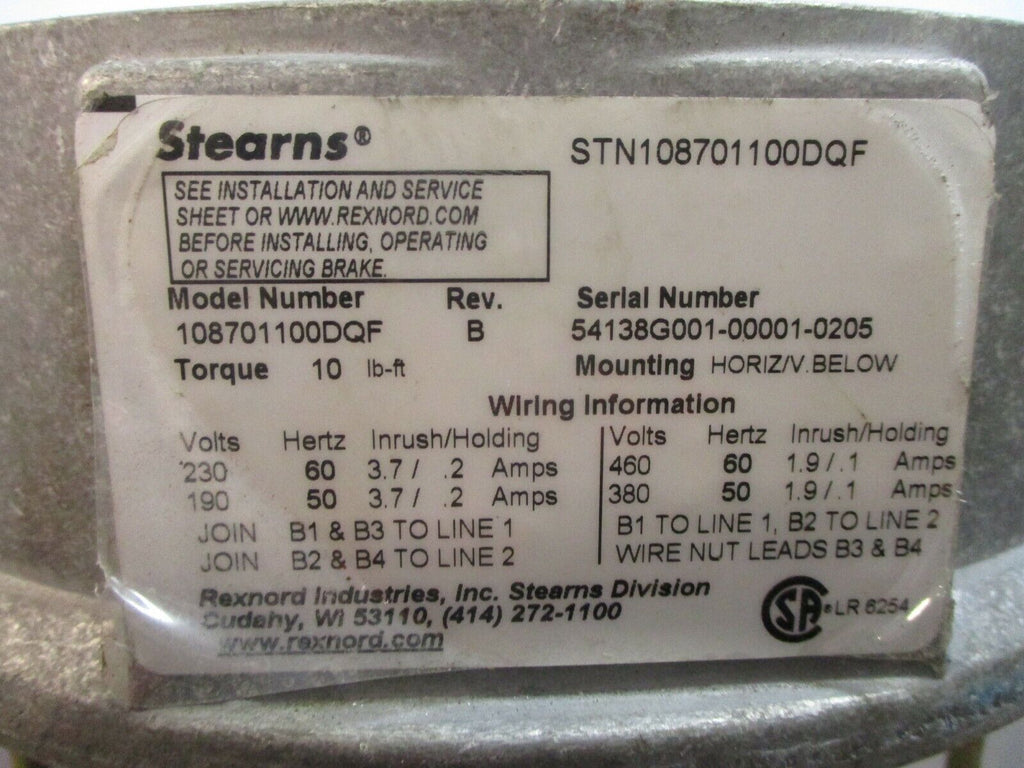 Stearns® STN108701100DQF
SEE INSTALLATION AND SERVICE
SHEET OR WWW.REXNORD.COM
BEFORE INSTALLING, OPERATING
OR SERVICING BRAKE.
Model Number Rev. Serial Number
108701100DQF B 54138G001-00001-0205
Torque 10 lb-ft Mounting HORIZ/V.BELOW
Wiring Information
Volts Hertz Inrush/Holding Volts Hertz Inrush/Holding
230 60 3.7 / .2 Amps 460 60 1.9 / .1 Amps
190 50 3.7 / .2 Amps 380 50 1.9 / .1 Amps
JOIN B1 & B3 TO LINE 1 B1 TO LINE 1, B2 TO LINE 2
JOIN B2 & B4 TO LINE 2 WIRE NUT LEADS B3 & B4
Rexnord Industries, Inc. Stearns Division
Cudahy, WI 53110, (414) 272-1100
www.rexnord.com
SA® LR 6254